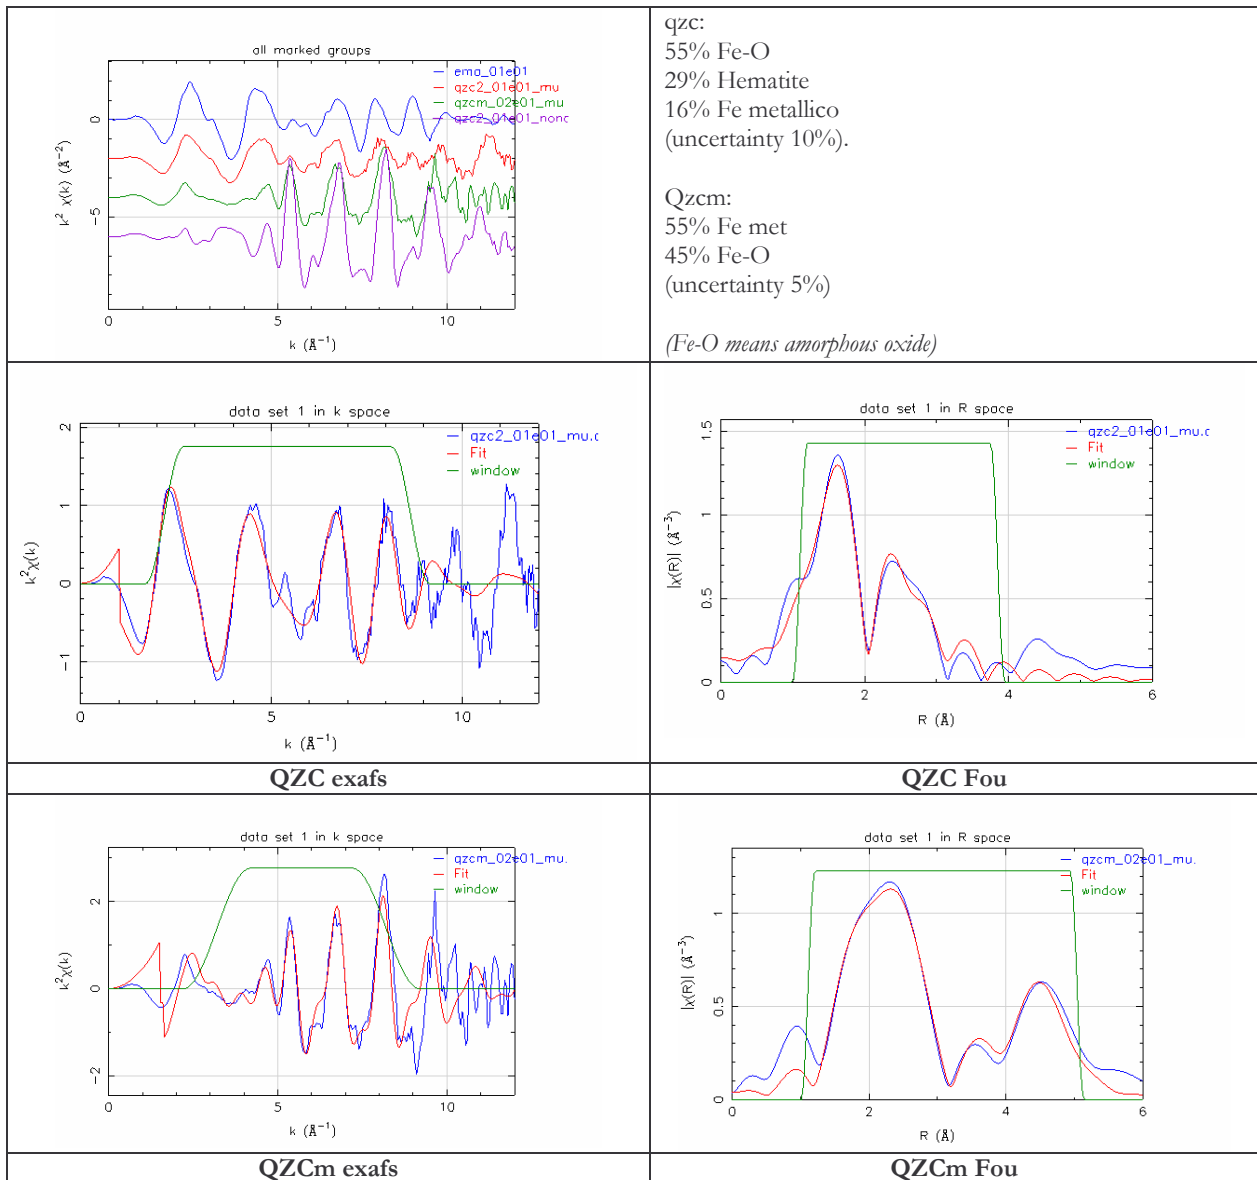 all marked groups
ema_01e01
qzc2_01e01_mu
qzcm_02e01_mu
qzc2_01e01_nonc
k² χ(k) (Å⁻²)
0
−5
0
5
10
k (Å⁻¹)
qzc:
55% Fe-O
29% Hematite
16% Fe metallico
(uncertainty 10%).
Qzcm:
55% Fe met
45% Fe-O
(uncertainty 5%)
(Fe-O means amorphous oxide)
data set 1 in k space
qzc2_01e01_mu.c
Fit
window
k²χ(k)
2
1
0
−1
0
5
10
k (Å⁻¹)
QZC exafs
data set 1 in R space
qzc2_01e01_mu.c
Fit
window
|χ(R)| (Å⁻³)
1.5
1
0.5
0
0
2
4
6
R (Å)
QZC Fou
data set 1 in k space
qzcm_02e01_mu.
Fit
window
k²χ(k)
2
0
−2
0
5
10
k (Å⁻¹)
QZCm exafs
data set 1 in R space
qzcm_02e01_mu.
Fit
window
|χ(R)| (Å⁻³)
1
0.5
0
0
2
4
6
R (Å)
QZCm Fou